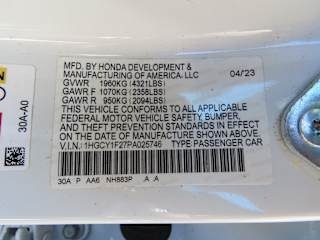 MFD. BY HONDA DEVELOPMENT &
MANUFACTURING OF AMERICA, LLC
GVWR 1960KG(4321LBS) 04/23
GAWR F 1070KG(2358LBS)
GAWR R 950KG(2094LBS)
THIS VEHICLE CONFORMS TO ALL APPLICABLE
FEDERAL MOTOR VEHICLE SAFETY, BUMPER,
AND THEFT PREVENTION STANDARDS IN EFFECT
ON THE DATE OF MANUFACTURE SHOWN ABOVE.
V.I.N.: 1HGCY1F27PA025746 TYPE:PASSENGER CAR
30A P AA6 NH883P A A
30A-A0